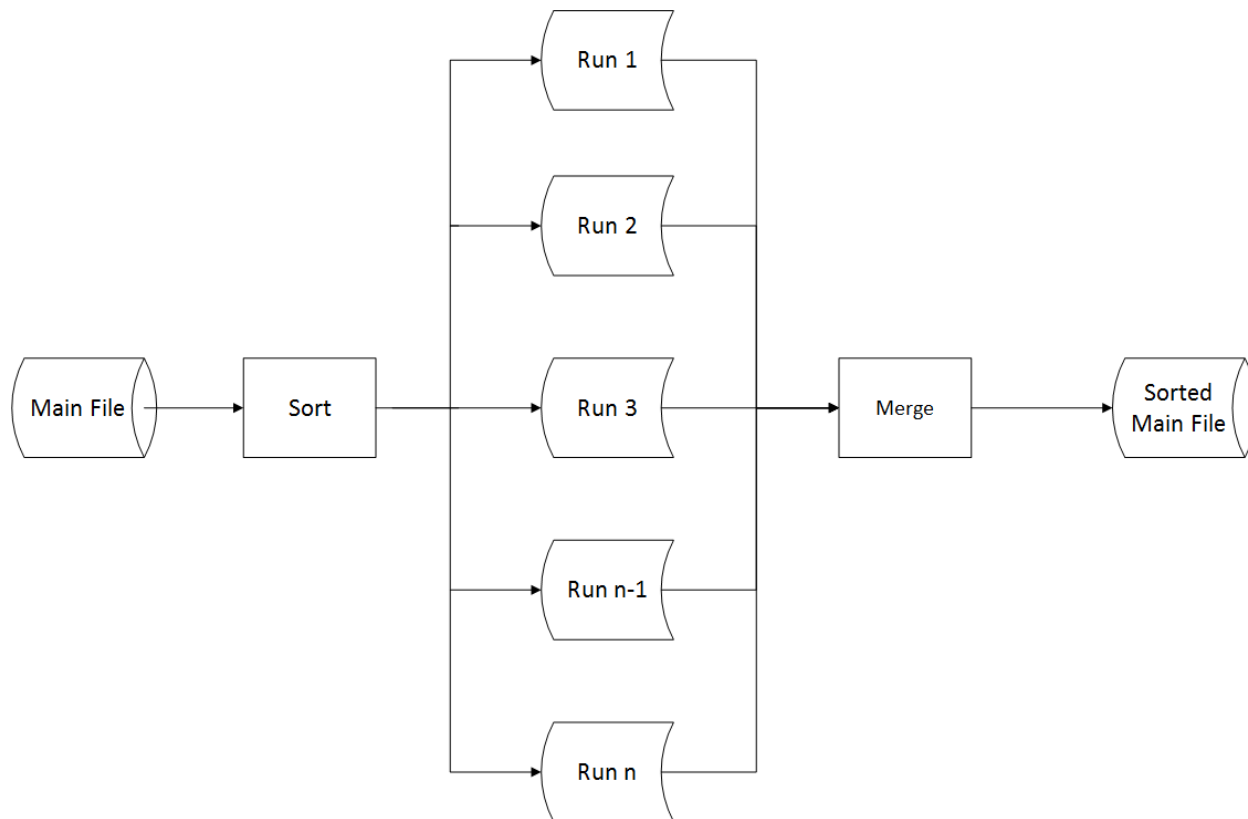 Run 1
Run 2
Main File
Sort
Run 3
Merge
Sorted
Main File
Run n-1
Run n